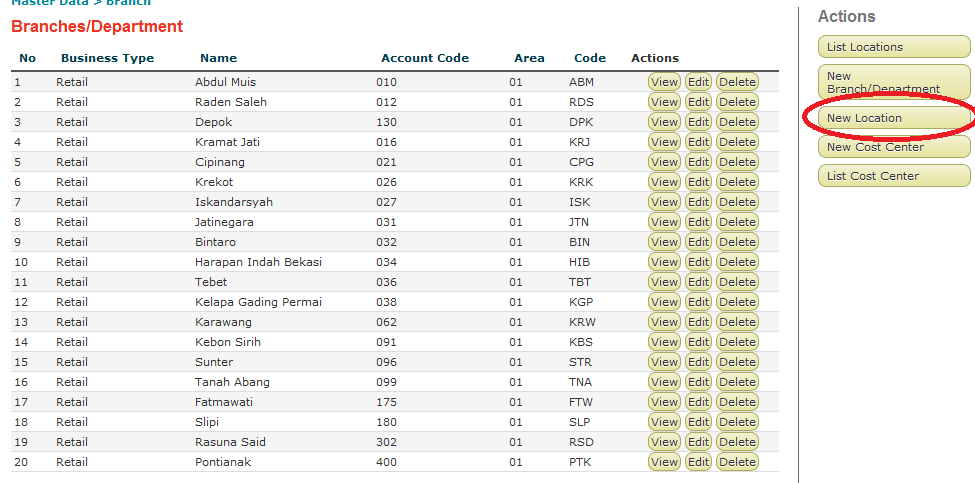 Master Data > Branch
Branches/Department
No Business Type Name Account Code Area Code Actions
1 Retail Abdul Muis 010 01 ABM View Edit Delete
2 Retail Raden Saleh 012 01 RDS View Edit Delete
3 Retail Depok 130 01 DPK View Edit Delete
4 Retail Kramat Jati 016 01 KRJ View Edit Delete
5 Retail Cipinang 021 01 CPG View Edit Delete
6 Retail Krekot 026 01 KRK View Edit Delete
7 Retail Iskandarsyah 027 01 ISK View Edit Delete
8 Retail Jatinegara 031 01 JTN View Edit Delete
9 Retail Bintaro 032 01 BIN View Edit Delete
10 Retail Harapan Indah Bekasi 034 01 HIB View Edit Delete
11 Retail Tebet 036 01 TBT View Edit Delete
12 Retail Kelapa Gading Permai 038 01 KGP View Edit Delete
13 Retail Karawang 062 01 KRW View Edit Delete
14 Retail Kebon Sirih 091 01 KBS View Edit Delete
15 Retail Sunter 096 01 STR View Edit Delete
16 Retail Tanah Abang 099 01 TNA View Edit Delete
17 Retail Fatmawati 175 01 FTW View Edit Delete
18 Retail Slipi 180 01 SLP View Edit Delete
19 Retail Rasuna Said 302 01 RSD View Edit Delete
20 Retail Pontianak 400 01 PTK View Edit Delete
Actions
List Locations
New
Branch/Department
New Location
New Cost Center
List Cost Center